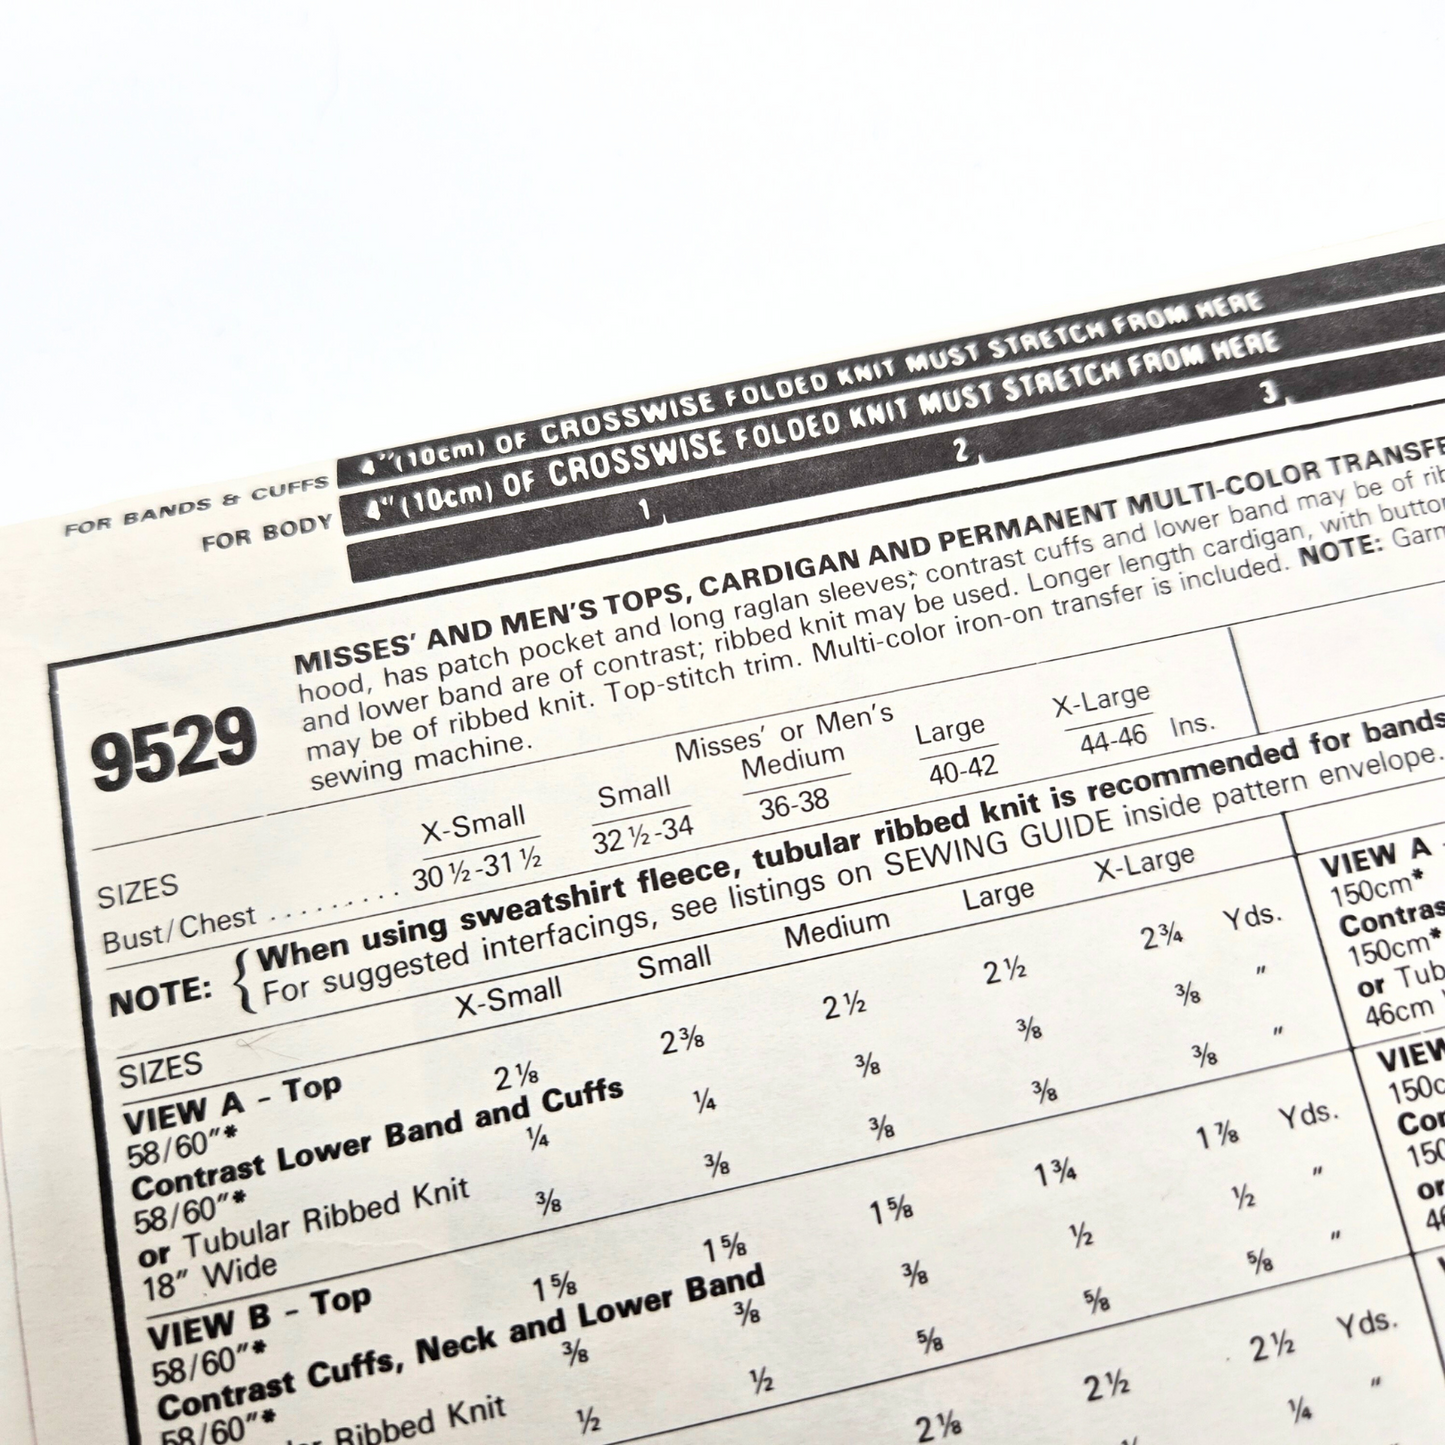 FOR BANDS & CUFFS 4"(10cm) OF CROSSWISE FOLDED KNIT MUST STRETCH FROM HERE
FOR BODY 4"(10cm) OF CROSSWISE FOLDED KNIT MUST STRETCH FROM HERE
1 2 3
9529
MISSES' AND MEN'S TOPS, CARDIGAN AND PERMANENT MULTI-COLOR
hood, has patch pocket and long raglan sleeves; contrast cuffs and lower band may be of
and lower band are of contrast; ribbed knit may be used. Longer length cardigan, with
may be of ribbed knit. Top-stitch trim. Multi-color iron-on transfer is included. NOTE:
sewing machine.
Misses' or Men's
SIZES X-Small Small Medium Large X-Large
Bust/Chest ......... 30½-31½ 32½-34 36-38 40-42 44-46 Ins.
NOTE: { When using sweatshirt fleece, tubular ribbed knit is recommended for bands
For suggested interfacings, see listings on SEWING GUIDE inside pattern envelope.
SIZES X-Small Small Medium Large X-Large
VIEW A - Top
58/60"* 2⅛ 2⅜ 2½ 2½ 2¾ Yds.
Contrast Lower Band and Cuffs
58/60"* ¼ ¼ ⅜ ⅜ ⅜ "
or Tubular Ribbed Knit
18" Wide ⅜ ⅜ ⅜ ⅜ ⅜ "
VIEW B - Top
58/60"* 1⅝ 1⅝ 1⅝ 1¾ 1⅞ Yds.
Contrast Cuffs, Neck and Lower Band
58/60"* ⅜ ⅜ ⅜ ½ ½ "
Ribbed Knit
½ ½ ⅝ ⅝ ⅝ "
2⅛ 2½ 2½ Yds.
¼ "
VIEW A
150cm*
150cm*
or
46cm
VIEW
or